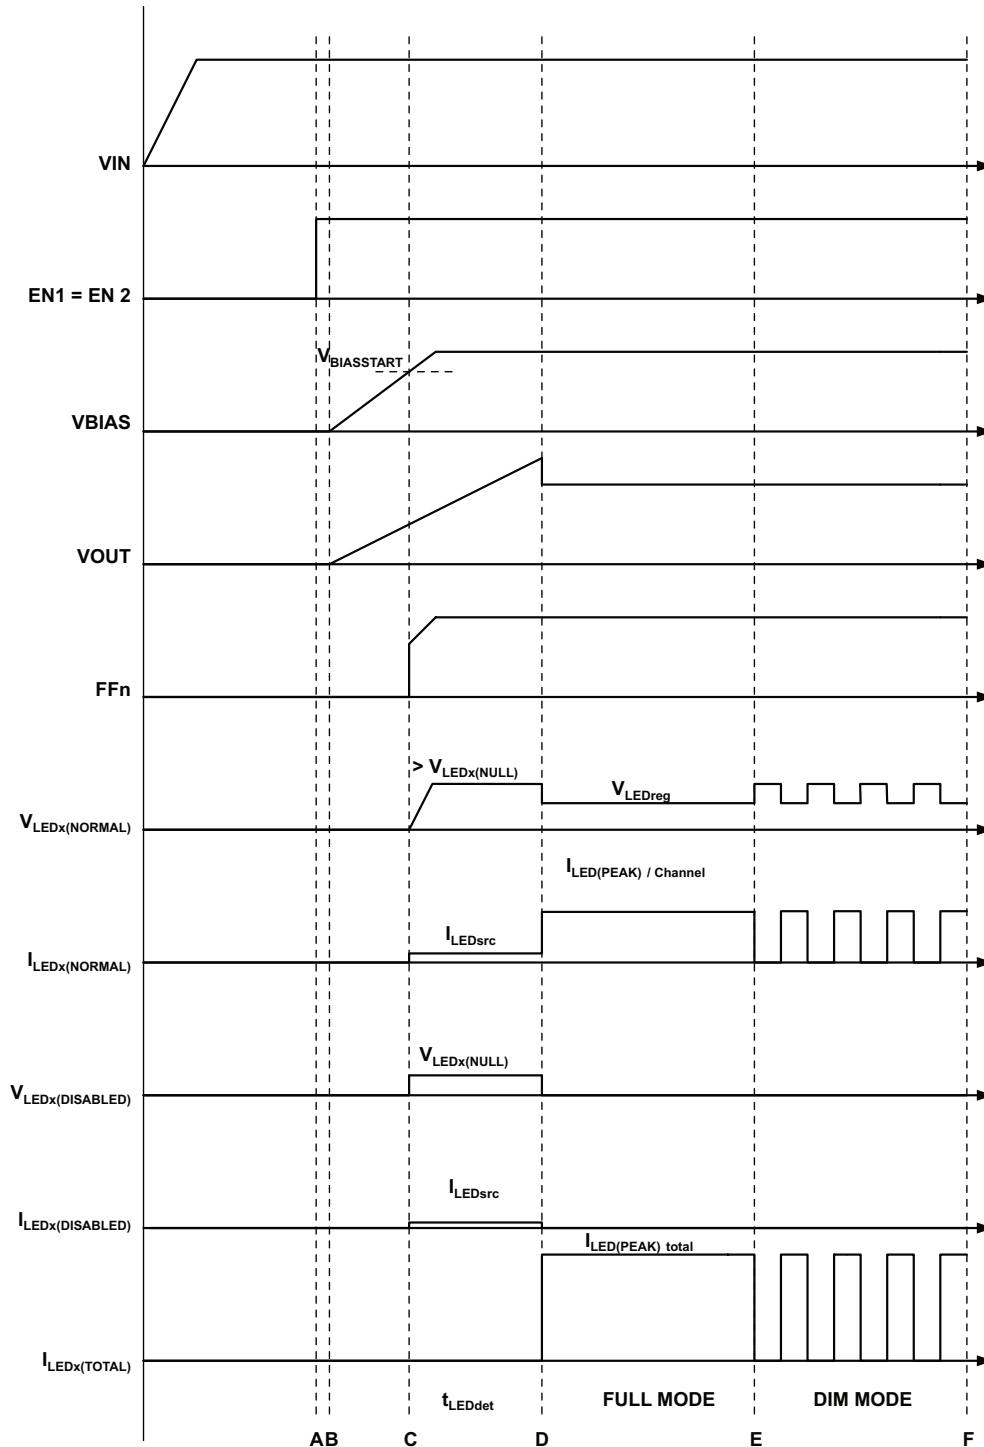 VIN
EN1 = EN 2
VBIASSTART
VBIAS
VOUT
FFn
> VLEDx(NULL)
VLEDreg
VLEDx(NORMAL)
ILED(PEAK) / Channel
ILEDsrc
ILEDx(NORMAL)
VLEDx(NULL)
VLEDx(DISABLED)
ILEDsrc
ILEDx(DISABLED)
ILED(PEAK) total
ILEDx(TOTAL)
tLEDdet FULL MODE DIM MODE
A B C D E F